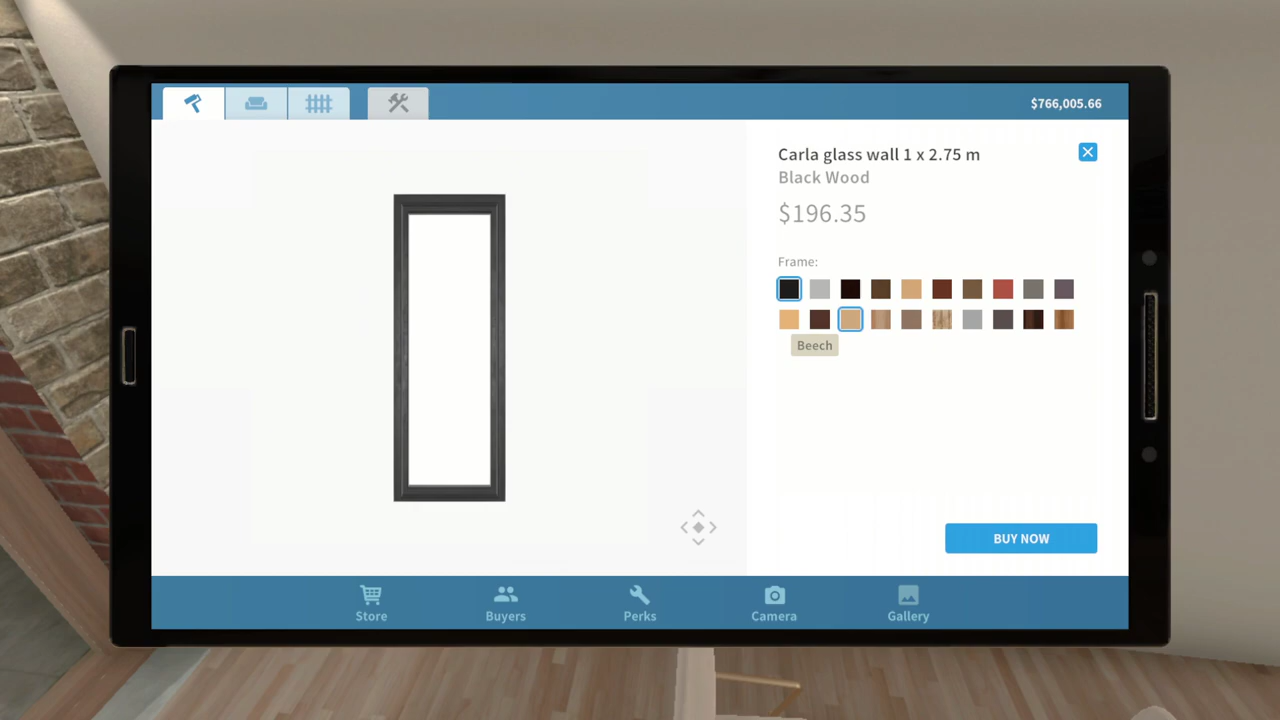 $766,005.66
Carla glass wall 1 x 2.75 m
Black Wood
$196.35
Frame:
Beech
BUY NOW
Store
Buyers
Perks
Camera
Gallery